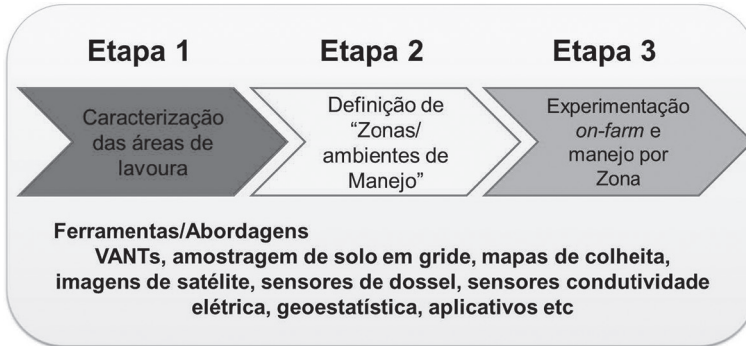 Etapa 1
Etapa 2
Etapa 3
Caracterização
das áreas de
lavoura
Definição de
“Zonas/
ambientes de
Manejo”
Experimentação
on-farm e
manejo por
Zona
Ferramentas/Abordagens
VANTs, amostragem de solo em gride, mapas de colheita,
imagens de satélite, sensores de dossel, sensores condutividade
elétrica, geoestatística, aplicativos etc